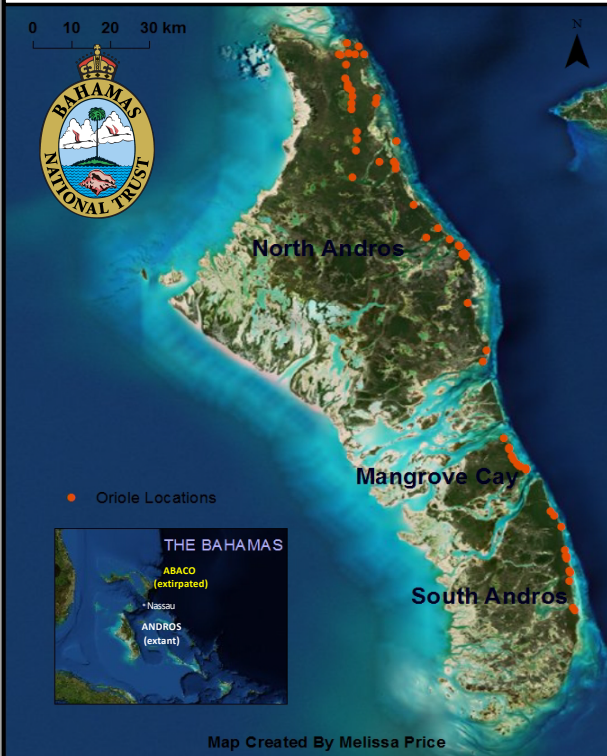 0 10 20 30 km
N
BAHAMAS
NATIONAL TRUST
North Andros
Mangrove Cay
Oriole Locations
South Andros
THE BAHAMAS
ABACO
(extirpated)
Nassau
ANDROS
(extant)
Map Created By Melissa Price